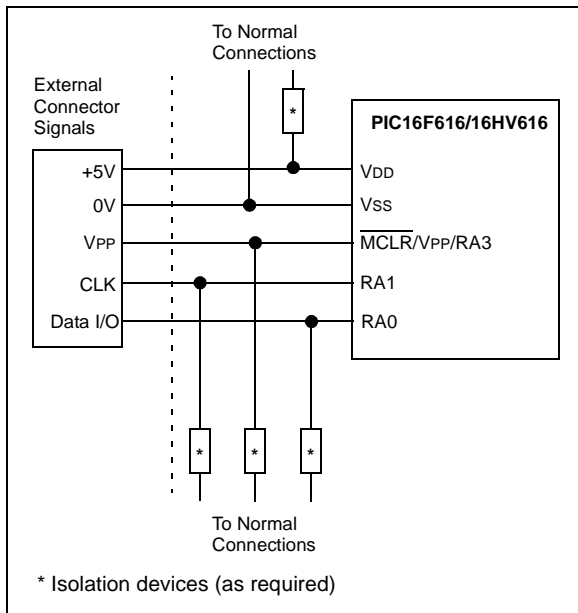 To Normal
Connections
External
Connector
Signals
*
PIC16F616/16HV616
+5V
VDD
0V
VSS
VPP
MCLR/VPP/RA3
CLK
RA1
Data I/O
RA0
*
*
*
To Normal
Connections
* Isolation devices (as required)